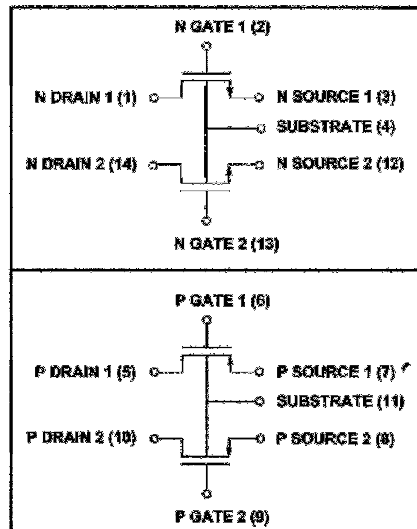 N GATE 1 (2)
N DRAIN 1 (1)
N SOURCE 1 (3)
SUBSTRATE (4)
N DRAIN 2 (14)
N SOURCE 2 (12)
N GATE 2 (13)
P GATE 1 (6)
P DRAIN 1 (5)
P SOURCE 1 (7)
SUBSTRATE (11)
P DRAIN 2 (10)
P SOURCE 2 (8)
P GATE 2 (9)